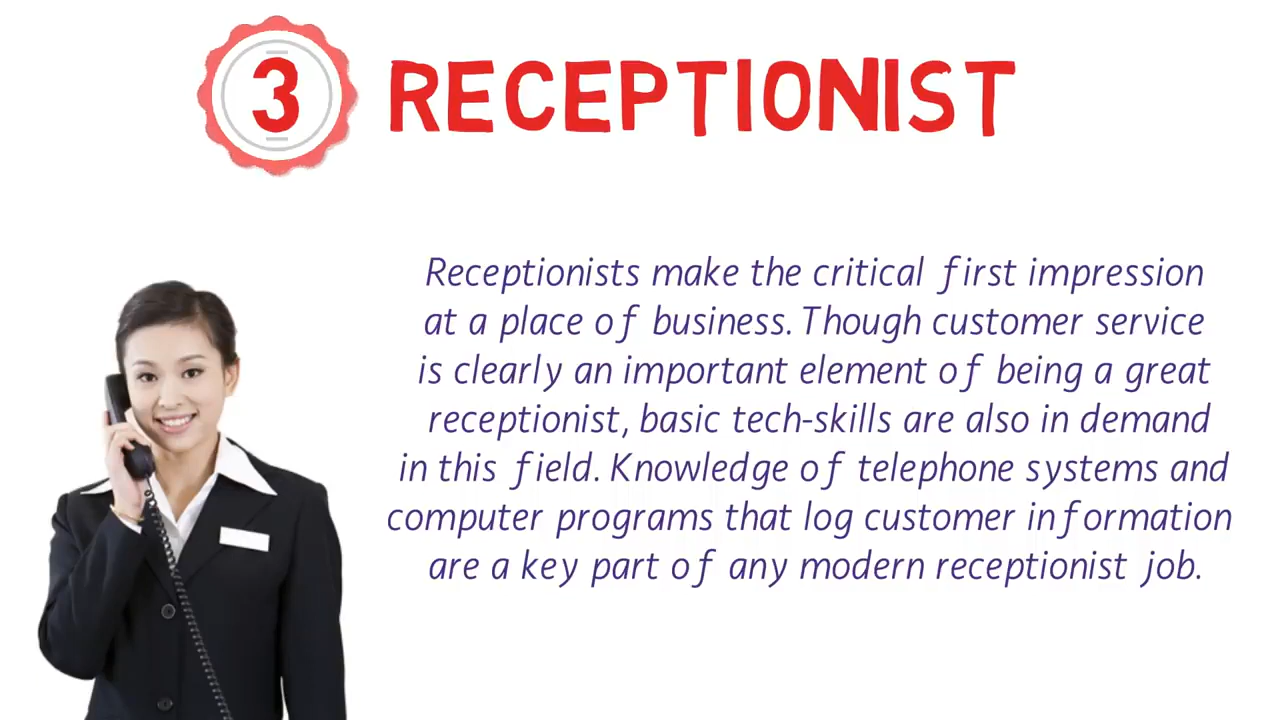 3 RECEPTIONIST
Receptionists make the critical first impression
at a place of business. Though customer service
is clearly an important element of being a great
receptionist, basic tech-skills are also in demand
in this field. Knowledge of telephone systems and
computer programs that log customer information
are a key part of any modern receptionist job.